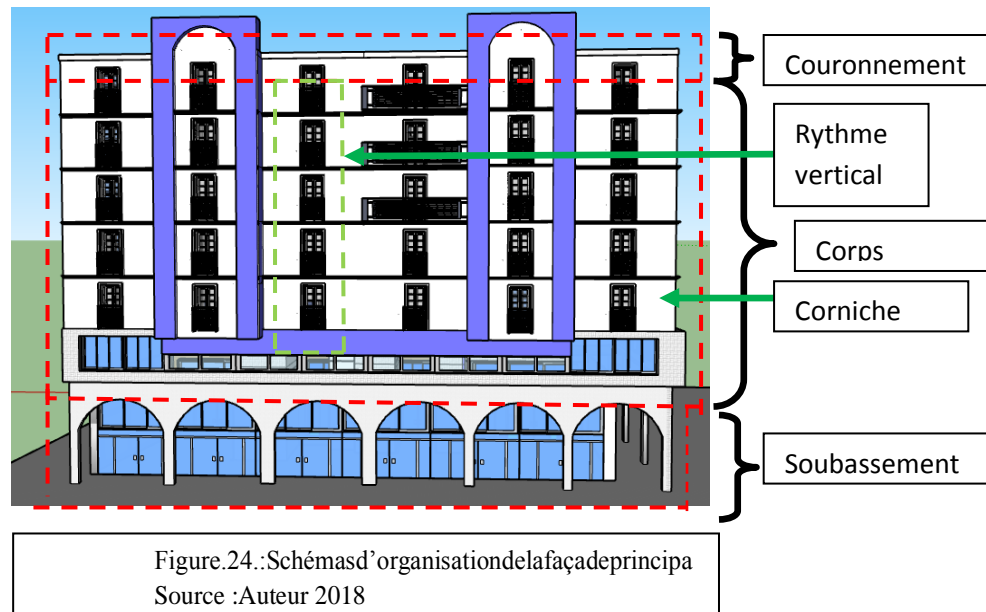 Couronnement
Rythme
vertical
Corps
Corniche
Soubassement
Figure.24.:Schémasd’organisationdelafaçadeprincipa
Source :Auteur 2018